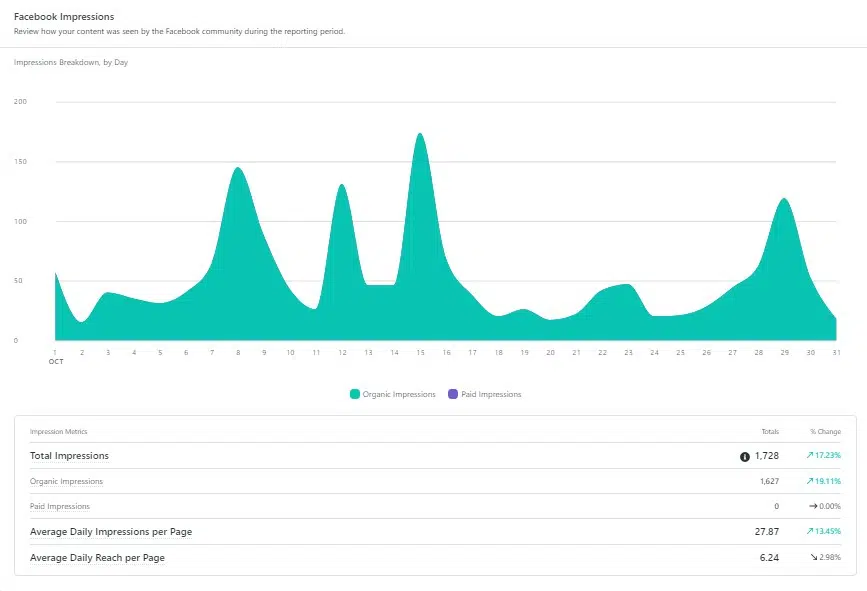 Facebook Impressions
Review how your content was seen by the Facebook community during the reporting period.
Impressions Breakdown, by Day
200
150
100
50
0
1 2 3 4 5 6 7 8 9 10 11 12 13 14 15 16 17 18 19 20 21 22 23 24 25 26 27 28 29 30 31
OCT
Organic Impressions Paid Impressions
Impression Metrics Totals % Change
Total Impressions 1,728 17.23%
Organic Impressions 1,627 19.11%
Paid Impressions 0 0.00%
Average Daily Impressions per Page 27.87 13.45%
Average Daily Reach per Page 6.24 2.98%